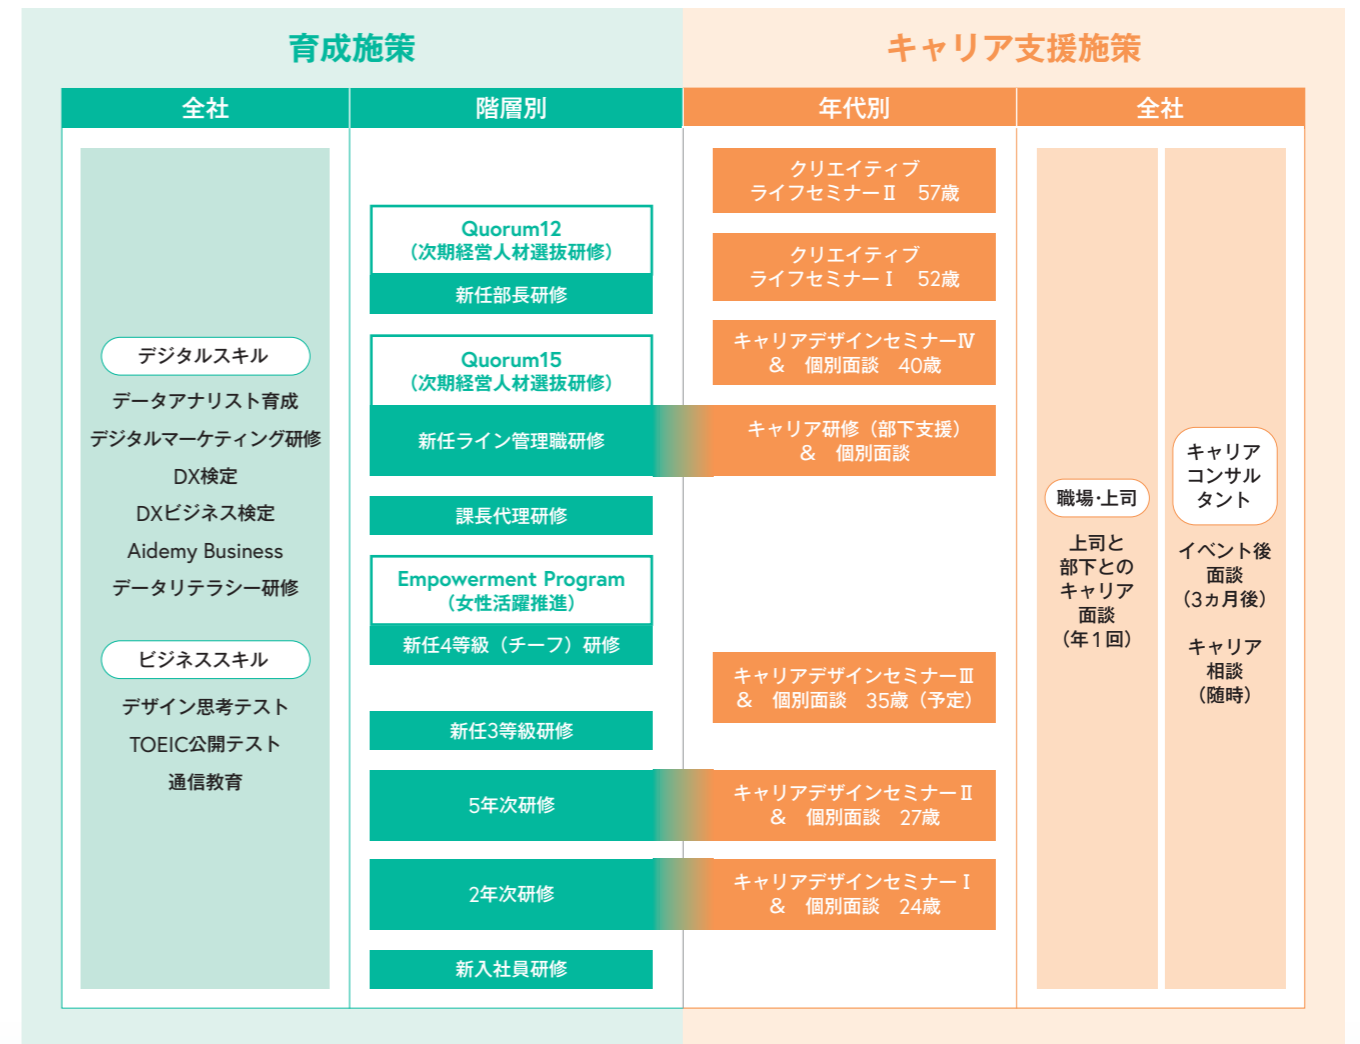 育成施策
キャリア支援施策
全社
階層別
年代別
全社
デジタルスキル
データアナリスト育成
デジタルマーケティング研修
DX検定
DXビジネス検定
Aidemy Business
データリテラシー研修
ビジネススキル
デザイン思考テスト
TOEIC公開テスト
通信教育
Quorum12
（次期経営人材選抜研修）
新任部長研修
Quorum15
（次期経営人材選抜研修）
新任ライン管理職研修
課長代理研修
Empowerment Program
（女性活躍推進）
新任4等級（チーフ）研修
新任3等級研修
5年次研修
2年次研修
新入社員研修
クリエイティブ
ライフセミナーⅡ　57歳
クリエイティブ
ライフセミナーⅠ　52歳
キャリアデザインセミナーⅣ
＆　個別面談　40歳
キャリア研修（部下支援）
＆　個別面談
キャリアデザインセミナーⅢ
＆　個別面談　35歳（予定）
キャリアデザインセミナーⅡ
＆　個別面談　27歳
キャリアデザインセミナーⅠ
＆　個別面談　24歳
職場・上司
上司と
部下との
キャリア
面談
（年1回）
キャリア
コンサル
タント
イベント後
面談
（3ヵ月後）
キャリア
相談
（随時）